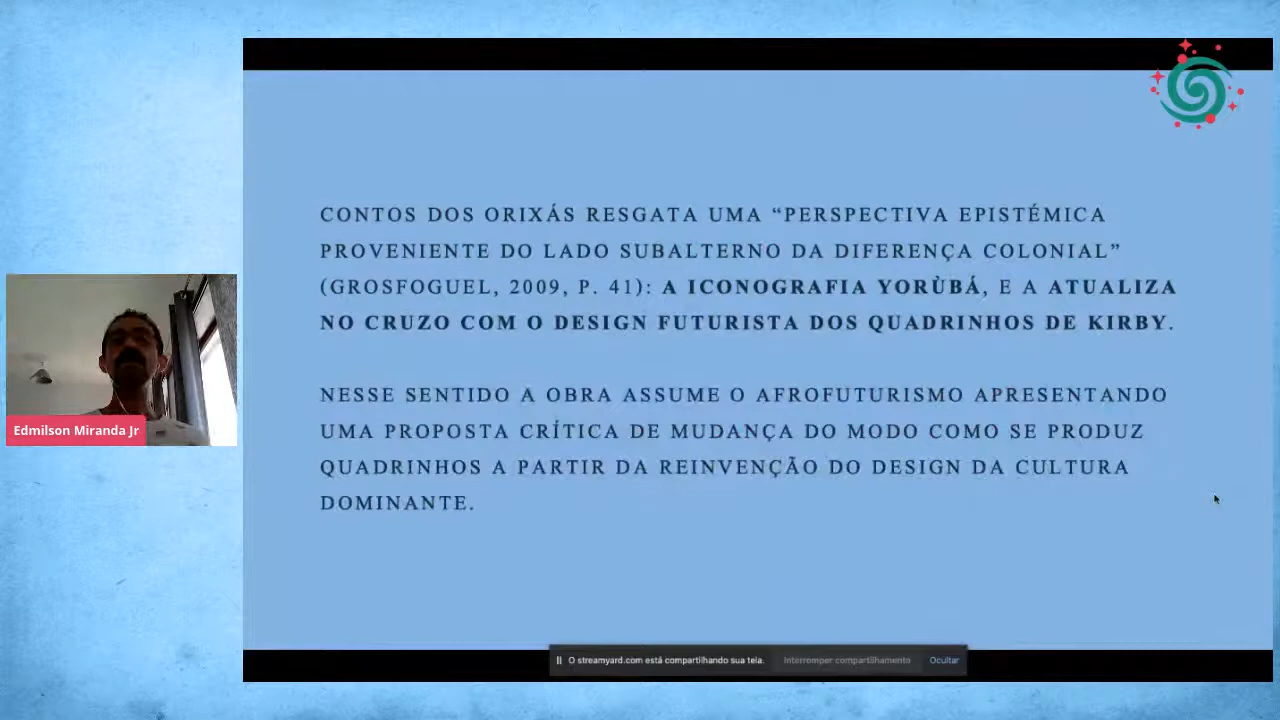 CONTOS DOS ORIXÁS RESGATA UMA “PERSPECTIVA EPISTÉMICA
PROVENIENTE DO LADO SUBALTERNO DA DIFERENÇA COLONIAL”
(GROSFOGUEL, 2009, P. 41): A ICONOGRAFIA YORÙBÁ, E A ATUALIZA
NO CRUZO COM O DESIGN FUTURISTA DOS QUADRINHOS DE KIRBY.
NESSE SENTIDO A OBRA ASSUME O AFROFUTURISMO APRESENTANDO
UMA PROPOSTA CRÍTICA DE MUDANÇA DO MODO COMO SE PRODUZ
QUADRINHOS A PARTIR DA REINVENÇÃO DO DESIGN DA CULTURA
DOMINANTE.
Edmilson Miranda Jr
O streamyard.com está compartilhando sua tela. Interromper compartilhamento Ocultar